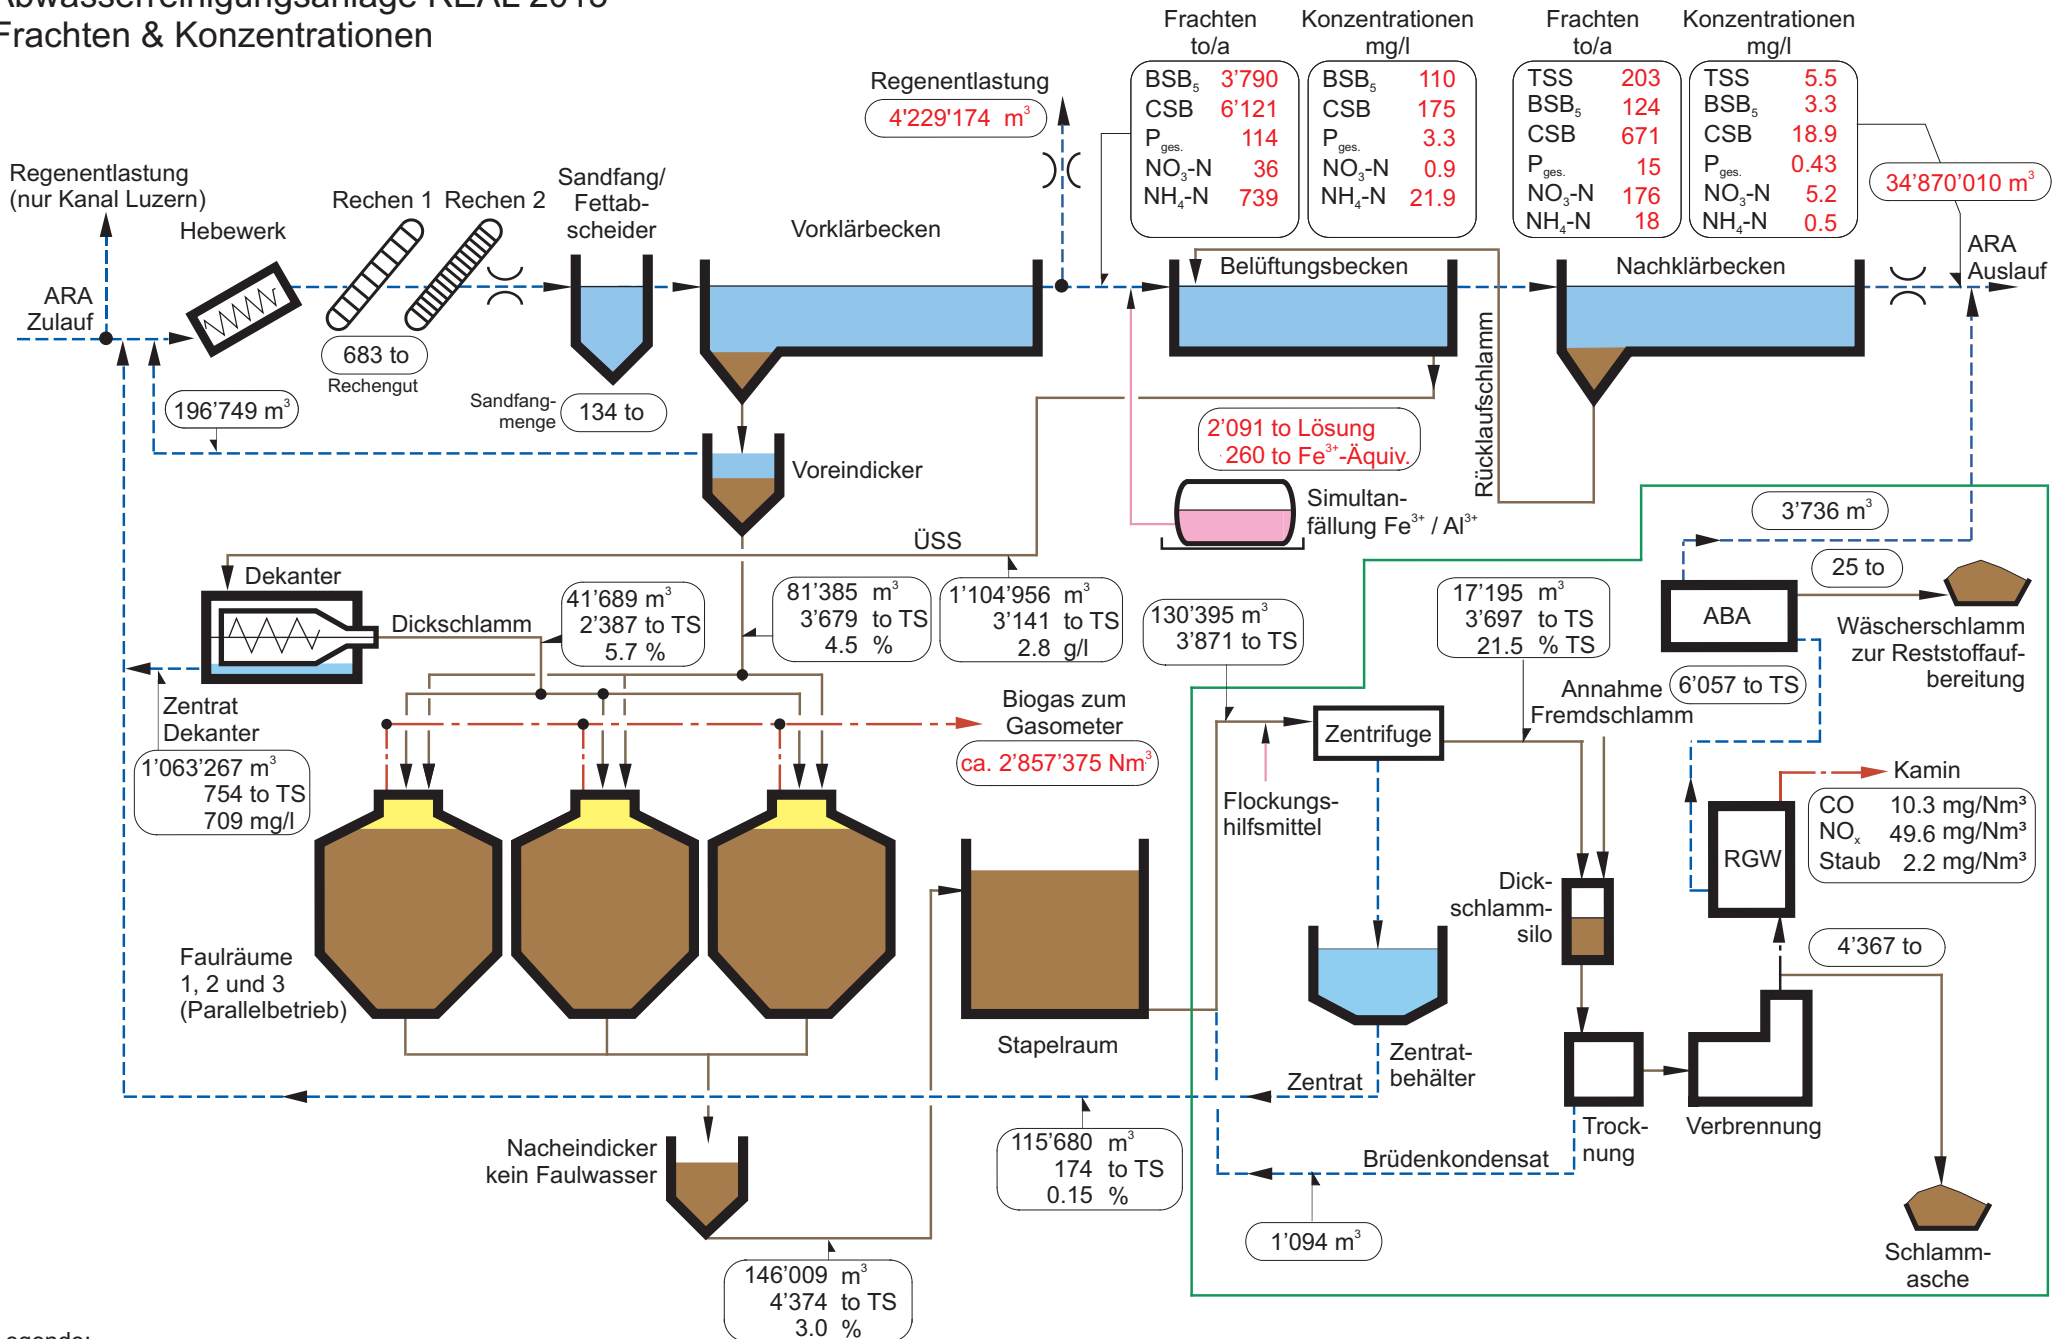 Abwasserreinigungsanlage REAL 2018
Frachten & Konzentrationen
Frachten
to/a
Konzentrationen
mg/l
Frachten
to/a
Konzentrationen
mg/l
BSB₅ 3’790
CSB 6’121
P ges. 114
NO₃-N 36
NH₄-N 739
BSB₅ 110
CSB 175
P ges. 3.3
NO₃-N 0.9
NH₄-N 21.9
TSS 203
BSB₅ 124
CSB 671
P ges. 15
NO₃-N 176
NH₄-N 18
TSS 5.5
BSB₅ 3.3
CSB 18.9
P ges. 0.43
NO₃-N 5.2
NH₄-N 0.5
Regenentlastung
4'229'174 m³
34’870'010 m³
Regenentlastung
(nur Kanal Luzern)
Hebewerk
Rechen 1
Rechen 2
Sandfang/
Fettab-
scheider
Vorklärbecken
Belüftungsbecken
Nachklärbecken
ARA
Auslauf
ARA
Zulauf
683 to
Rechengut
Sandfang-
menge
134 to
196’749 m³
Voreindicker
2’091 to Lösung
260 to Fe³⁺-Äquiv.
Simultan-
fällung Fe³⁺ / Al³⁺
Rücklaufschlamm
ÜSS
3’736 m³
25 to
ABA
Wäscherschlamm
zur Reststoffauf-
bereitung
Dekanter
Dickschlamm
41’689 m³
2’387 to TS
5.7 %
81’385 m³
3’679 to TS
4.5 %
1’104’956 m³
3’141 to TS
2.8 g/l
130’395 m³
3’871 to TS
17’195 m³
3’697 to TS
21.5 % TS
Annahme
Fremdschlamm
6’057 to TS
Zentrat
Dekanter
1’063’267 m³
754 to TS
709 mg/l
Biogas zum
Gasometer
ca. 2’857’375 Nm³
Zentrifuge
Flockungs-
hilfsmittel
Kamin
CO 10.3 mg/Nm³
NOₓ 49.6 mg/Nm³
Staub 2.2 mg/Nm³
RGW
Dick-
schlamm-
silo
4’367 to
Faulräume
1, 2 und 3
(Parallelbetrieb)
Stapelraum
Zentrat-
behälter
Zentrat
115’680 m³
174 to TS
0.15 %
Brüdenkondensat
Trock-
nung
Verbrennung
Nacheindicker
kein Faulwasser
1’094 m³
Schlamm-
asche
146’009 m³
4’374 to TS
3.0 %